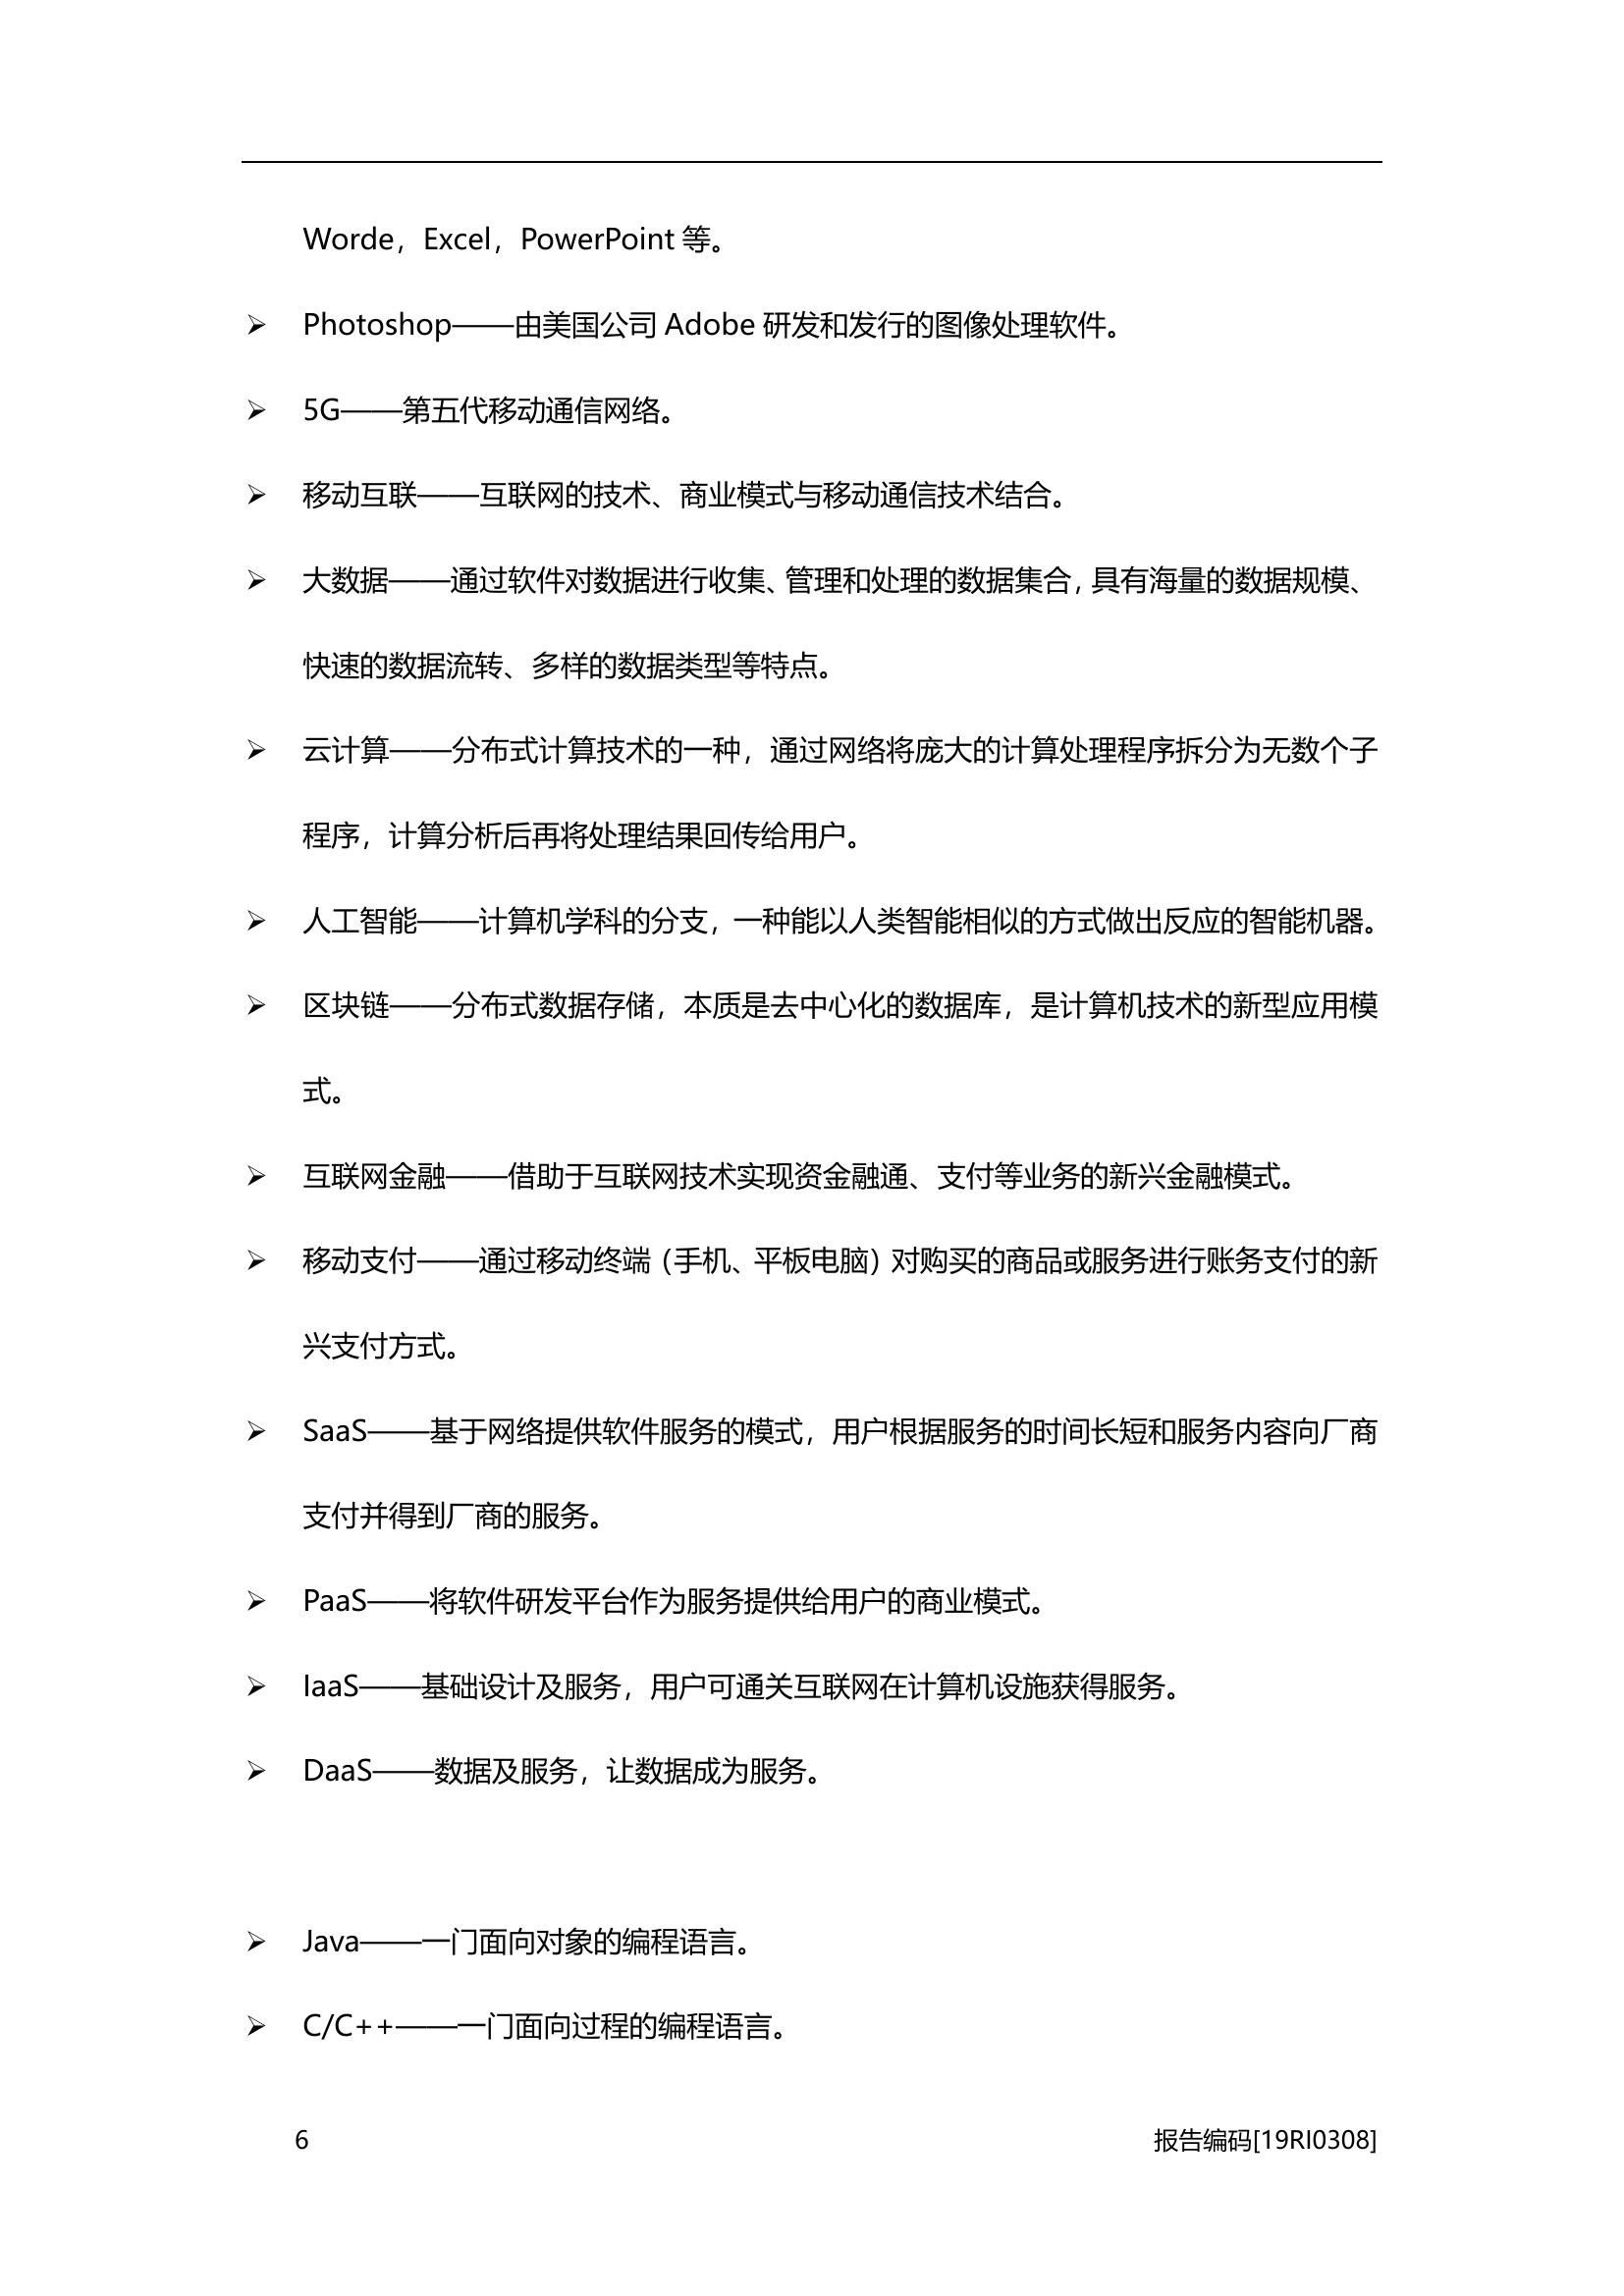 Worde，Excel，PowerPoint 等。
➢ Photoshop——由美国公司 Adobe 研发和发行的图像处理软件。
➢ 5G——第五代移动通信网络。
➢ 移动互联——互联网的技术、商业模式与移动通信技术结合。
➢ 大数据——通过软件对数据进行收集、管理和处理的数据集合，具有海量的数据规模、
快速的数据流转、多样的数据类型等特点。
➢ 云计算——分布式计算技术的一种，通过网络将庞大的计算处理程序拆分为无数个子
程序，计算分析后再将处理结果回传给用户。
➢ 人工智能——计算机学科的分支，一种能以人类智能相似的方式做出反应的智能机器。
➢ 区块链——分布式数据存储，本质是去中心化的数据库，是计算机技术的新型应用模
式。
➢ 互联网金融——借助于互联网技术实现资金融通、支付等业务的新兴金融模式。
➢ 移动支付——通过移动终端（手机、平板电脑）对购买的商品或服务进行账务支付的新
兴支付方式。
➢ SaaS——基于网络提供软件服务的模式，用户根据服务的时间长短和服务内容向厂商
支付并得到厂商的服务。
➢ PaaS——将软件研发平台作为服务提供给用户的商业模式。
➢ IaaS——基础设计及服务，用户可通关互联网在计算机设施获得服务。
➢ DaaS——数据及服务，让数据成为服务。
➢ Java——一门面向对象的编程语言。
➢ C/C++——一门面向过程的编程语言。
6 报告编码[19RI0308]